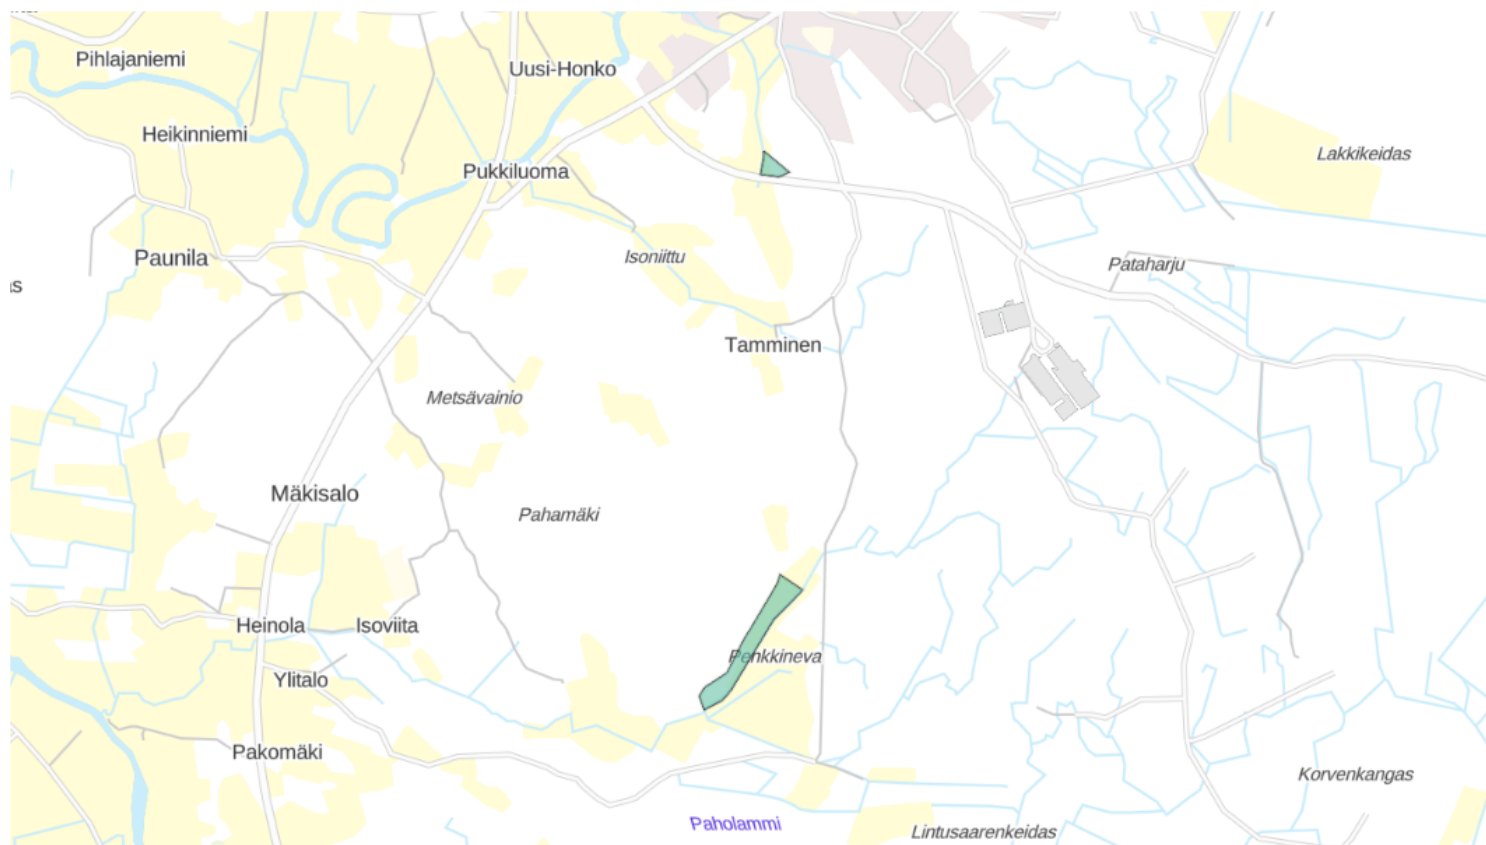 Pihlajaniemi
Uusi-Honko
Heikinniemi
Lakkikeidas
Pukkiluoma
Isoniittu
Paunila
Pataharju
as
Tamminen
Metsävainio
Mäkisalo
Pahamäki
Heinola
Isoviita
Penkkineva
Ylitalo
Pakomäki
Korvenkangas
Paholammi
Lintusaarenkeidas